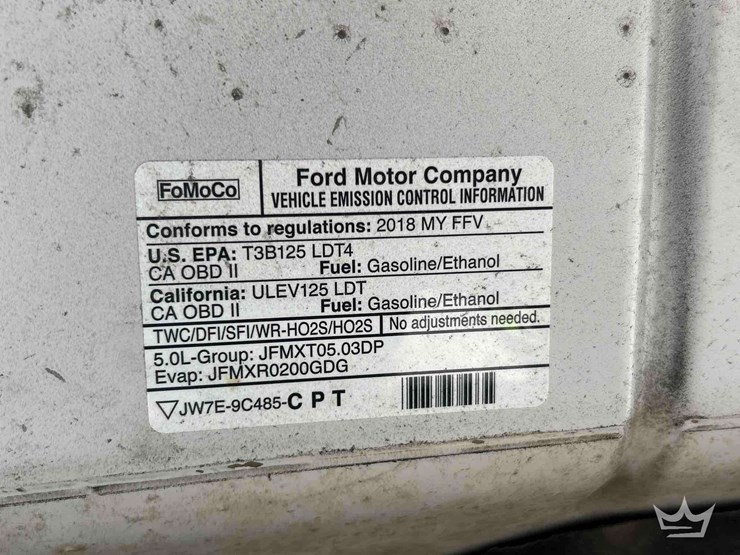 FoMoCo
Ford Motor Company
VEHICLE EMISSION CONTROL INFORMATION
Conforms to regulations: 2018 MY FFV
U.S. EPA: T3B125 LDT4
CA OBD II Fuel: Gasoline/Ethanol
California: ULEV125 LDT
CA OBD II Fuel: Gasoline/Ethanol
TWC/DFI/SFI/WR-HO2S/HO2S No adjustments needed.
5.0L-Group: JFMXT05.03DP
Evap: JFMXR0200GDG
JW7E-9C485-C P T